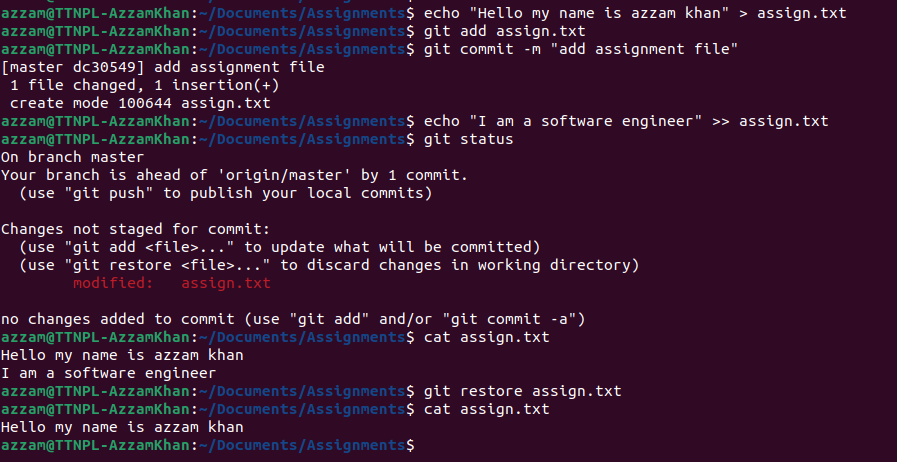 azzam@TTNPL-AzzamKhan:~/Documents/Assignments$ echo "Hello my name is azzam khan" > assign.txt
azzam@TTNPL-AzzamKhan:~/Documents/Assignments$ git add assign.txt
azzam@TTNPL-AzzamKhan:~/Documents/Assignments$ git commit -m "add assignment file"
[master dc30549] add assignment file
 1 file changed, 1 insertion(+)
 create mode 100644 assign.txt
azzam@TTNPL-AzzamKhan:~/Documents/Assignments$ echo "I am a software engineer" >> assign.txt
azzam@TTNPL-AzzamKhan:~/Documents/Assignments$ git status
On branch master
Your branch is ahead of 'origin/master' by 1 commit.
  (use "git push" to publish your local commits)

Changes not staged for commit:
  (use "git add <file>..." to update what will be committed)
  (use "git restore <file>..." to discard changes in working directory)
        modified:   assign.txt

no changes added to commit (use "git add" and/or "git commit -a")
azzam@TTNPL-AzzamKhan:~/Documents/Assignments$ cat assign.txt
Hello my name is azzam khan
I am a software engineer
azzam@TTNPL-AzzamKhan:~/Documents/Assignments$ git restore assign.txt
azzam@TTNPL-AzzamKhan:~/Documents/Assignments$ cat assign.txt
Hello my name is azzam khan
azzam@TTNPL-AzzamKhan:~/Documents/Assignments$